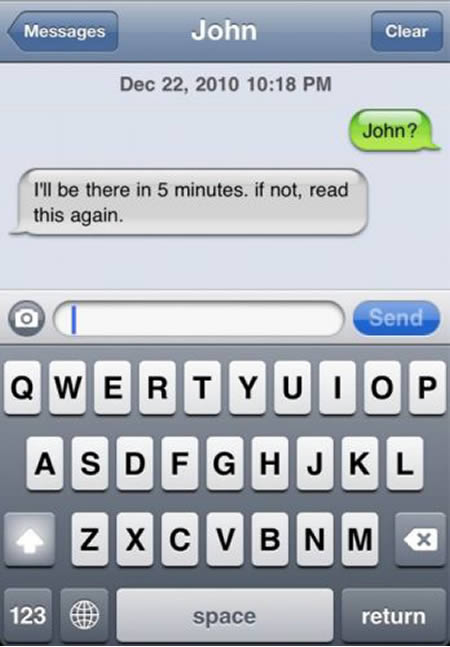 Messages John Clear
Dec 22, 2010 10:18 PM
John?
I'll be there in 5 minutes. if not, read
this again.
Send
Q W E R T Y U I O P
A S D F G H J K L
Z X C V B N M
123 space return